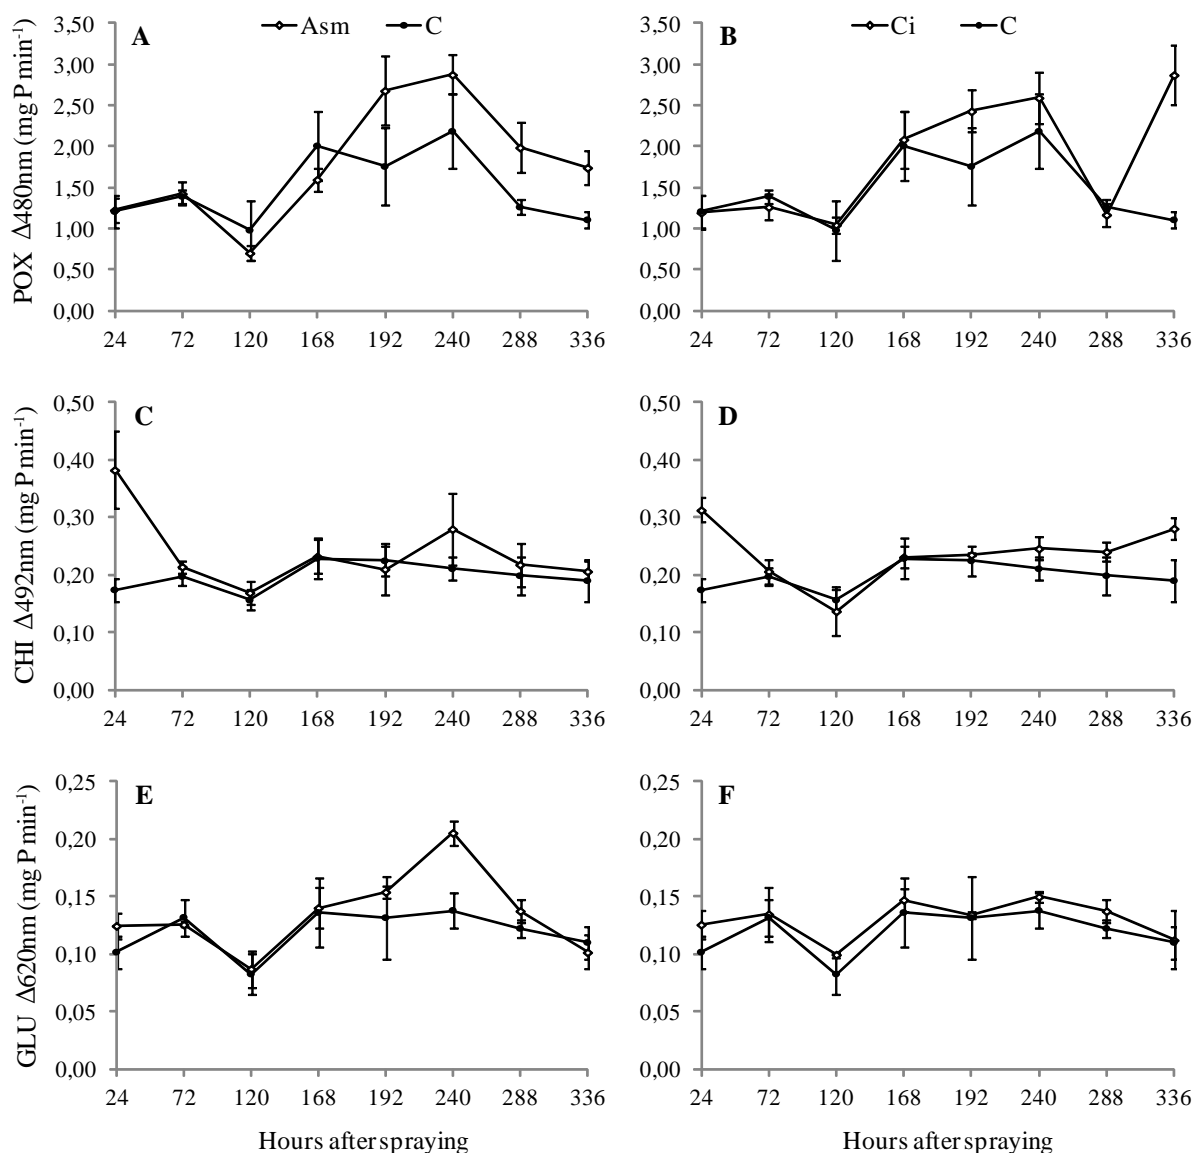 A
Asm C
POX Δ480nm (mg P min⁻¹)
3,50
3,00
2,50
2,00
1,50
1,00
0,50
0,00
24 72 120 168 192 240 288 336
B
Ci C
3,50
3,00
2,50
2,00
1,50
1,00
0,50
0,00
24 72 120 168 192 240 288 336
C
CHI Δ492nm (mg P min⁻¹)
0,50
0,40
0,30
0,20
0,10
0,00
24 72 120 168 192 240 288 336
D
0,50
0,40
0,30
0,20
0,10
0,00
24 72 120 168 192 240 288 336
E
GLU Δ620nm (mg P min⁻¹)
0,25
0,20
0,15
0,10
0,05
0,00
24 72 120 168 192 240 288 336
Hours after spraying
F
0,25
0,20
0,15
0,10
0,05
0,00
24 72 120 168 192 240 288 336
Hours after spraying